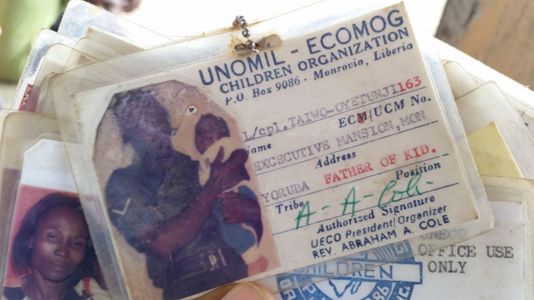 UNOMIL - ECOMOG
CHILDREN ORGANIZATION
P.O. Box 9086 - Monrovia, Liberia
L/cpl. TAIWO-OYETUNJI 163
Name ECM/UCM No.
EXCECUTIVE MANSION, MON
Address
YORUBA FATHER OF KID.
Tribe Position
A-A-Cole
Authorized Signature
UECO President/Organizer
REV. ABRAHAM A. COLE
OFFICE USE
ONLY
CHILDREN